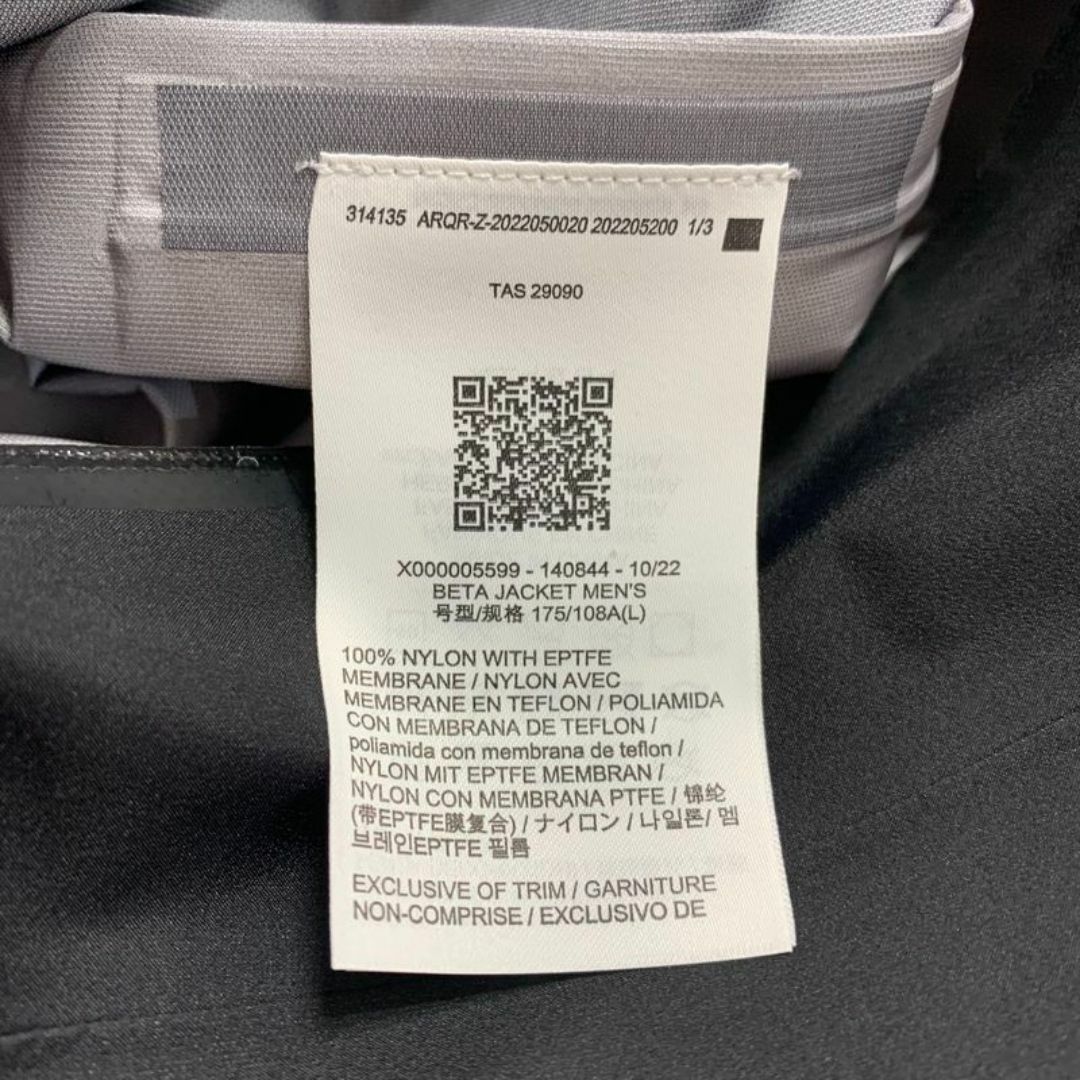 314135 ARQR-Z-2022050020 202205200 1/3
TAS 29090
X000005599 - 140844 - 10/22
BETA JACKET MEN'S
号型/规格 175/108A(L)
100% NYLON WITH EPTFE
MEMBRANE / NYLON AVEC
MEMBRANE EN TEFLON / POLIAMIDA
CON MEMBRANA DE TEFLON /
poliamida con membrana de teflon /
NYLON MIT EPTFE MEMBRAN /
NYLON CON MEMBRANA PTFE / 锦纶
(带EPTFE膜复合) / ナイロン / 나일론/ 멤
브레인EPTFE 필름
EXCLUSIVE OF TRIM / GARNITURE
NON-COMPRISE / EXCLUSIVO DE